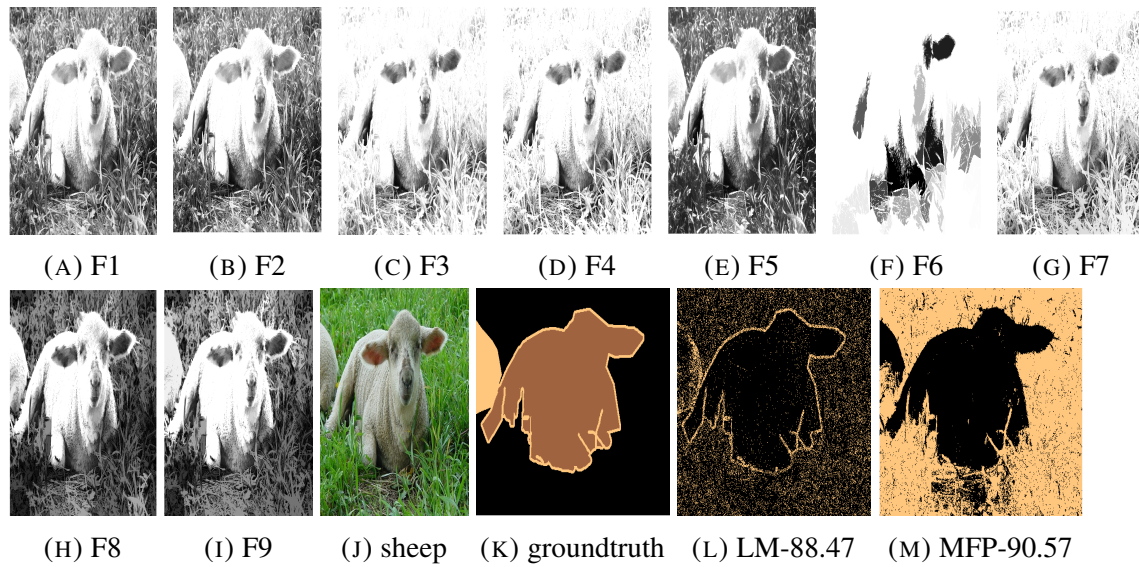 (A) F1 (B) F2 (C) F3 (D) F4 (E) F5 (F) F6 (G) F7
(H) F8 (I) F9 (J) sheep (K) groundtruth (L) LM-88.47 (M) MFP-90.57